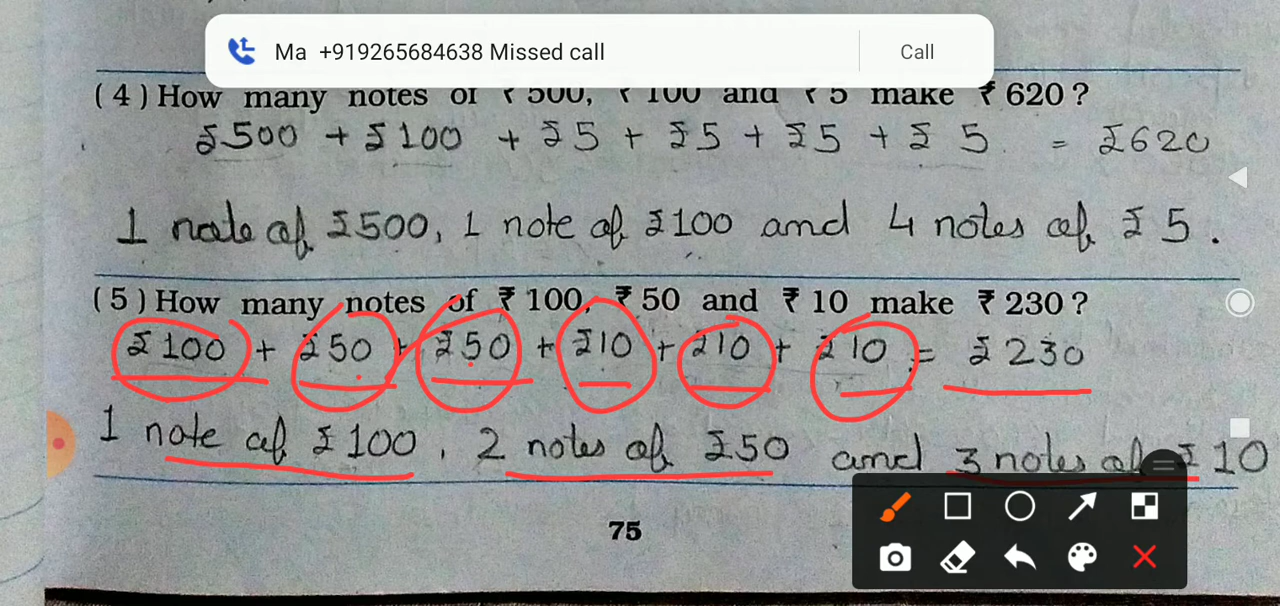 Ma +919265684638 Missed call
Call
(4) How many notes of ₹ 500, ₹ 100 and ₹ 5 make ₹ 620?
₹500 + ₹100 + ₹5 + ₹5 + ₹5 + ₹5. = ₹620
1 note of ₹500, 1 note of ₹100 and 4 notes of ₹5.
(5) How many notes of ₹ 100, ₹ 50 and ₹ 10 make ₹ 230?
₹100 + ₹50 + ₹50 + ₹10 + ₹10 + ₹10 = ₹230
1 note of ₹100, 2 notes of ₹50 and 3 notes of ₹10
75